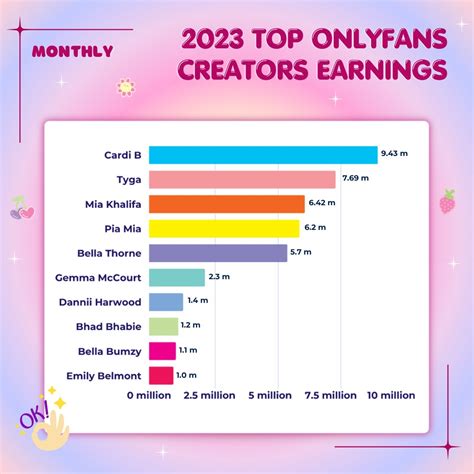 MONTHLY
2023 TOP ONLYFANS
CREATORS EARNINGS
Cardi B 9.43 m
Tyga 7.69 m
Mia Khalifa 6.42 m
Pia Mia 6.2 m
Bella Thorne 5.7 m
Gemma McCourt 2.3 m
Dannii Harwood 1.4 m
Bhad Bhabie 1.2 m
Bella Bumzy 1.1 m
Emily Belmont 1.0 m
0 million 2.5 million 5 million 7.5 million 10 million
OK!